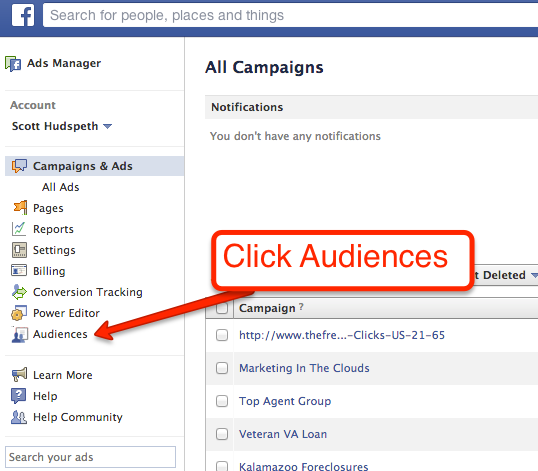 f
Search for people, places and things
Ads Manager
Account
Scott Hudspeth
Campaigns & Ads
All Ads
Pages
Reports
Settings
Billing
Conversion Tracking
Power Editor
Audiences
Learn More
Help
Help Community
Search your ads
All Campaigns
Notifications
You don't have any notifications
Click Audiences
t Deleted
Campaign ?
http://www.thefre...-Clicks-US-21-65
Marketing In The Clouds
Top Agent Group
Veteran VA Loan
Kalamazoo Foreclosures